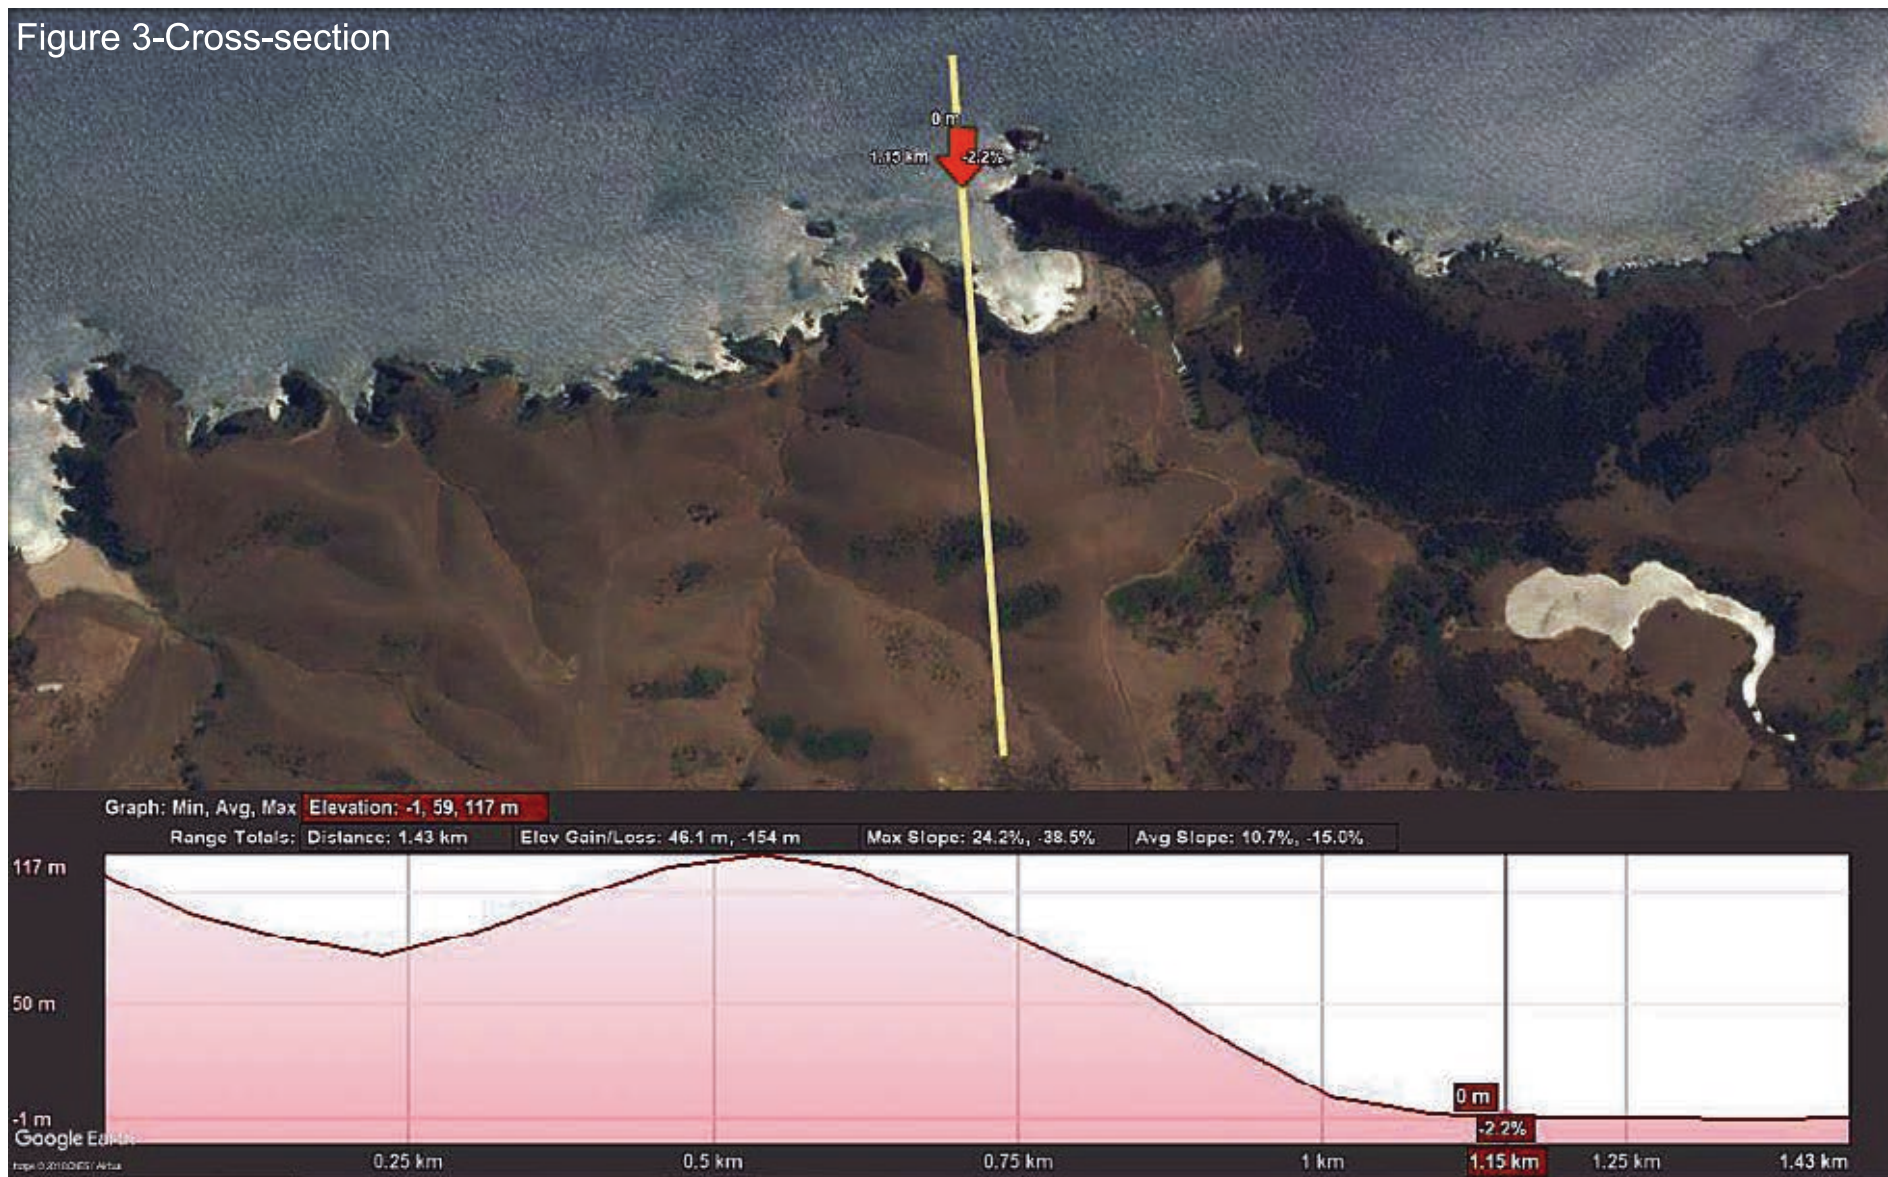 Figure 3-Cross-section
0 m
1.15 km -2.2%
Graph: Min, Avg, Max Elevation: -1, 59, 117 m
Range Totals: Distance: 1.43 km Elev Gain/Loss: 46.1 m, -154 m Max Slope: 24.2%, -38.5% Avg Slope: 10.7%, -15.0%
117 m
50 m
0 m
-1 m
-2.2%
Google Earth
0.25 km 0.5 km 0.75 km 1 km 1.15 km 1.25 km 1.43 km